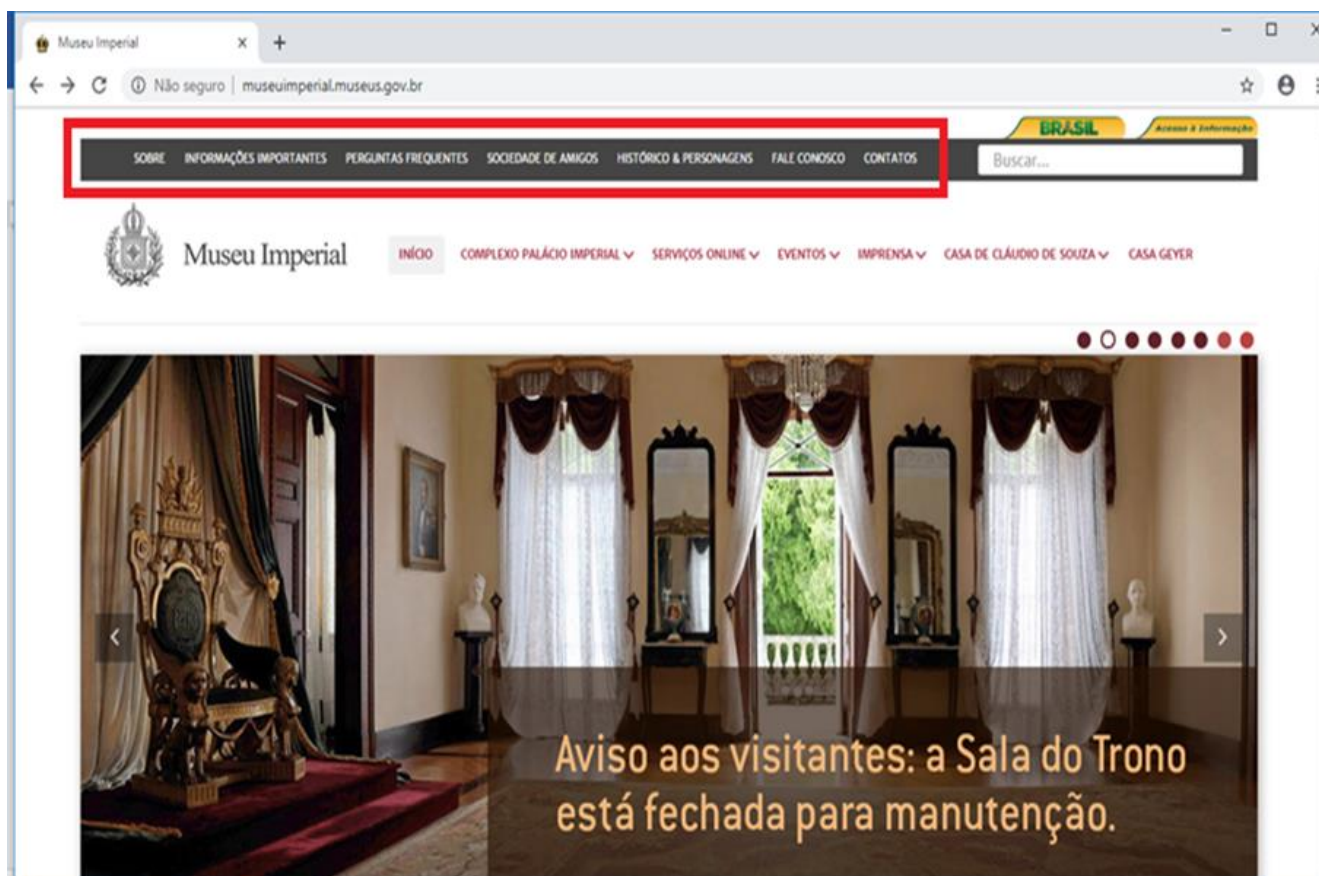 Museu Imperial
Não seguro | museuimperial.museus.gov.br
BRASIL Acesso à Informação
SOBRE INFORMAÇÕES IMPORTANTES PERGUNTAS FREQUENTES SOCIEDADE DE AMIGOS HISTÓRICO & PERSONAGENS FALE CONOSCO CONTATOS Buscar...
Museu Imperial INÍCIO COMPLEXO PALÁCIO IMPERIAL SERVIÇOS ONLINE EVENTOS IMPRENSA CASA DE CLÁUDIO DE SOUZA CASA GEYER
Aviso aos visitantes: a Sala do Trono
está fechada para manutenção.